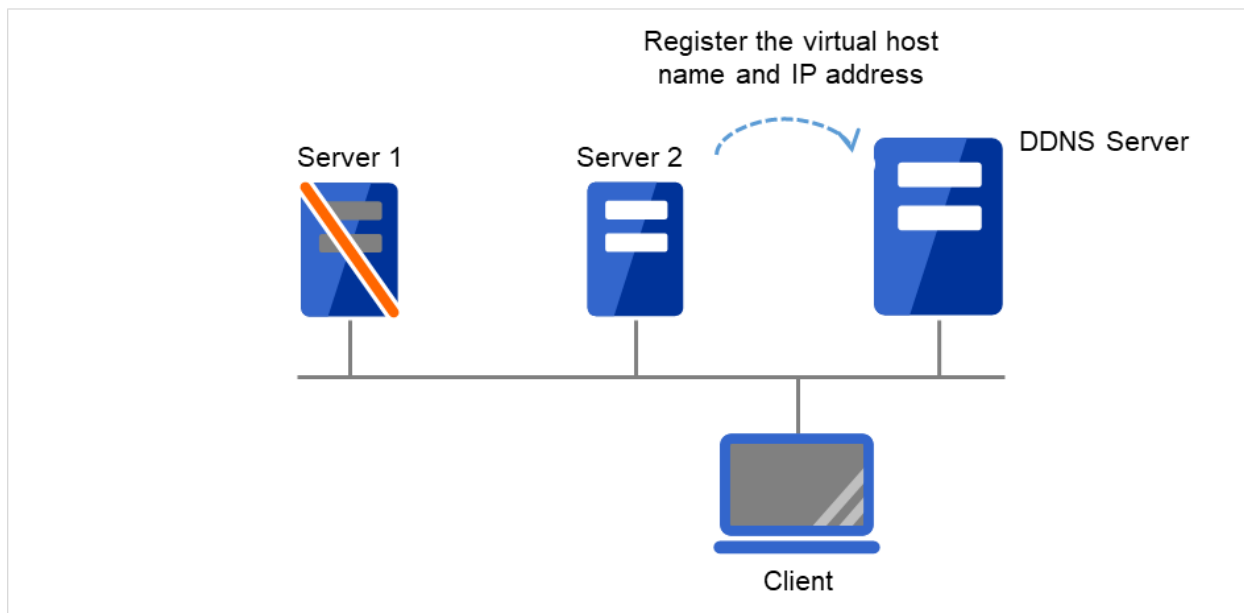 Register the virtual host
name and IP address
Server 1
Server 2
DDNS Server
Client